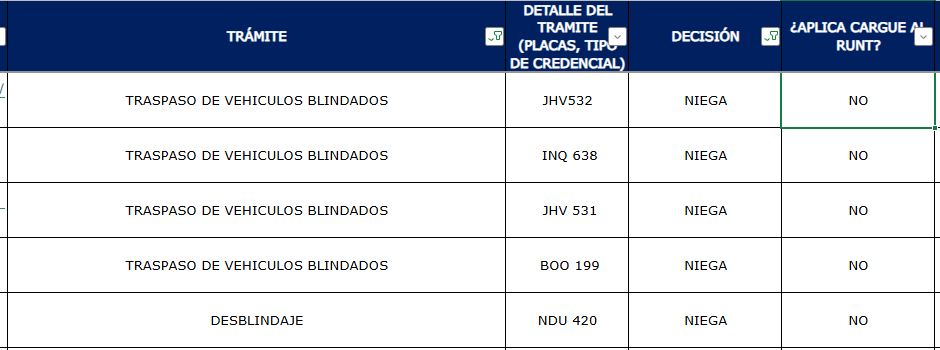 TRÁMITE
DETALLE DEL
TRAMITE
(PLACAS, TIPO
DE CREDENCIAL)
DECISIÓN
¿APLICA CARGUE AL
RUNT?
TRASPASO DE VEHICULOS BLINDADOS JHV532 NIEGA NO
TRASPASO DE VEHICULOS BLINDADOS INQ 638 NIEGA NO
TRASPASO DE VEHICULOS BLINDADOS JHV 531 NIEGA NO
TRASPASO DE VEHICULOS BLINDADOS BOO 199 NIEGA NO
DESBLINDAJE NDU 420 NIEGA NO